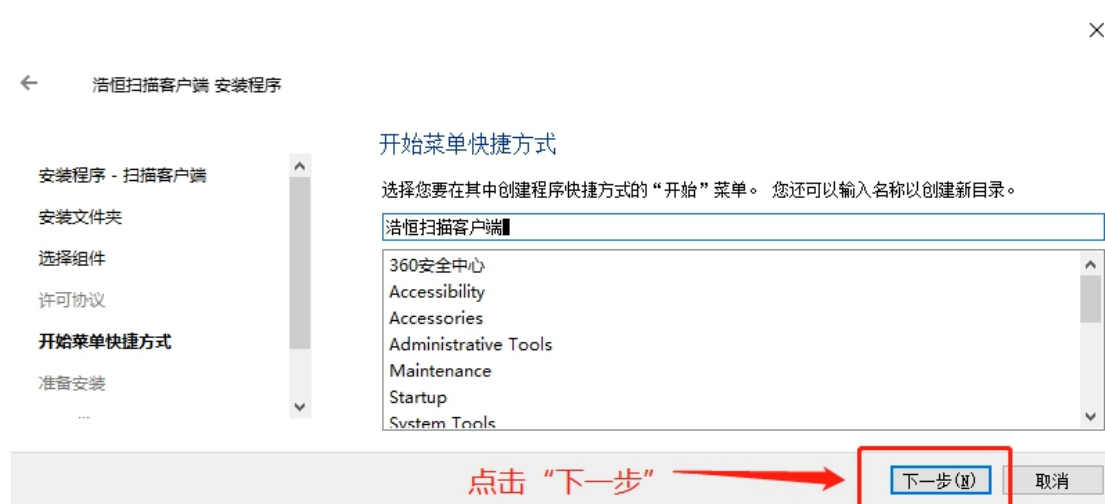 浩恒扫描客户端 安装程序
安装程序 - 扫描客户端
安装文件夹
选择组件
许可协议
开始菜单快捷方式
准备安装
...
开始菜单快捷方式
选择您要在其中创建程序快捷方式的“开始”菜单。 您还可以输入名称以创建新目录。
浩恒扫描客户端
360安全中心
Accessibility
Accessories
Administrative Tools
Maintenance
Startup
System Tools
点击“下一步”
下一步(N)
取消